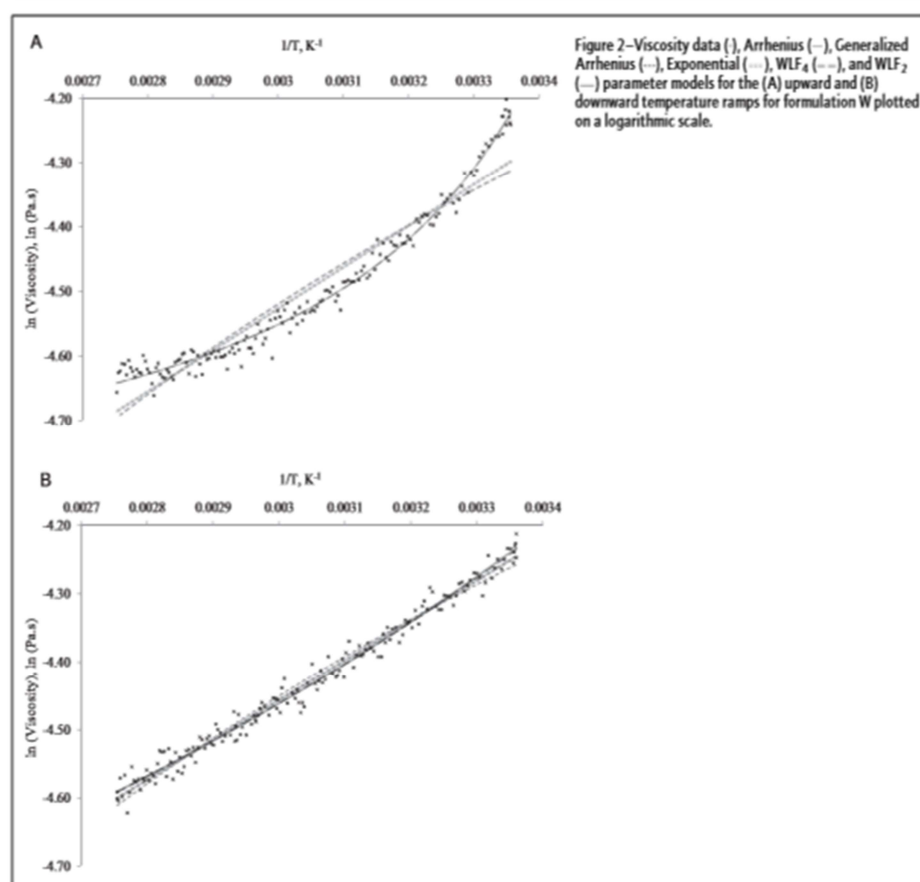 A
1/T, K-1
0.0027 0.0028 0.0029 0.003 0.0031 0.0032 0.0033 0.0034
-4.20
-4.30
-4.40
-4.50
-4.60
-4.70
ln (Viscosity), ln (Pa.s)
Figure 2–Viscosity data (·), Arrhenius (—), Generalized
Arrhenius (---), Exponential (····), WLF4 (– –), and WLF2
(—) parameter models for the (A) upward and (B)
downward temperature ramps for formulation W plotted
on a logarithmic scale.
B
1/T, K-1
0.0027 0.0028 0.0029 0.003 0.0031 0.0032 0.0033 0.0034
-4.20
-4.30
-4.40
-4.50
-4.60
-4.70
ln (Viscosity), ln (Pa.s)